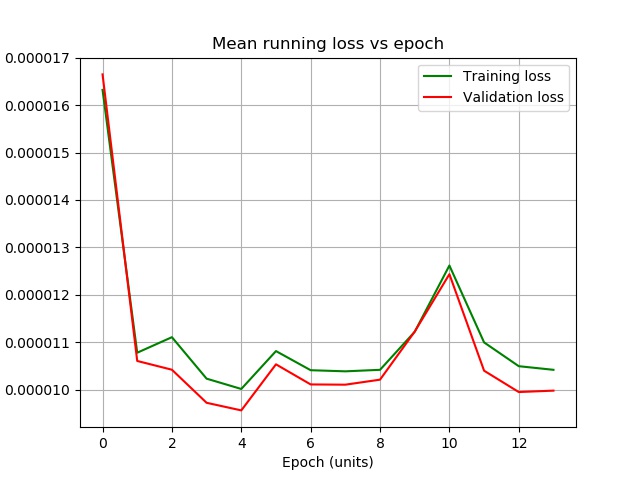 Mean running loss vs epoch
0.000017
0.000016
0.000015
0.000014
0.000013
0.000012
0.000011
0.000010
Training loss
Validation loss
0 2 4 6 8 10 12
Epoch (units)